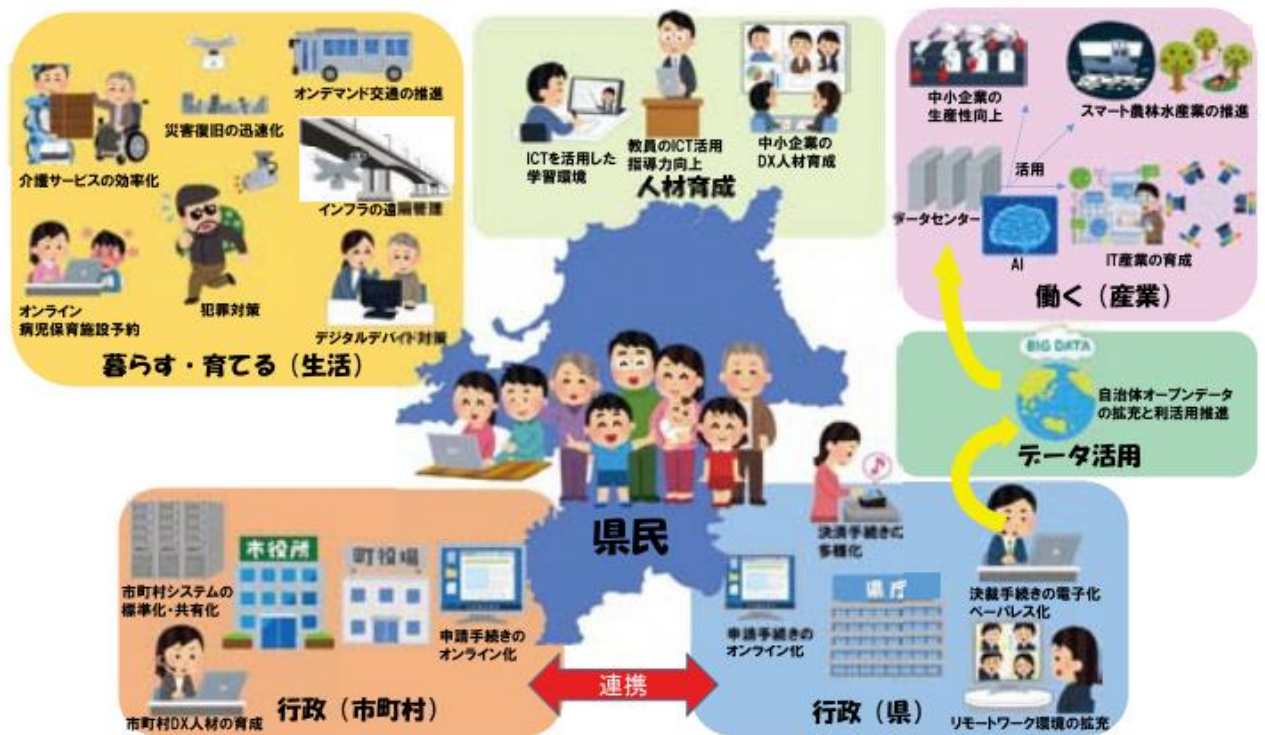 オンデマンド交通の推進
災害復旧の迅速化
介護サービスの効率化
インフラの遠隔管理
オンライン
病児保育施設予約
犯罪対策
デジタルデバイド対策
暮らす・育てる（生活）
ICTを活用した
学習環境
教員のICT活用
指導力向上
中小企業の
DX人材育成
人材育成
中小企業の
生産性向上
スマート農林水産業の推進
活用
データセンター
AI
IT産業の育成
働く（産業）
BIG DATA
自治体オープンデータ
の拡充と利活用推進
データ活用
県民
市町村システムの
標準化・共有化
市役所
町役場
申請手続きの
オンライン化
市町村DX人材の育成
行政（市町村）
連携
決済手続きに
多様化
申請手続きの
オンライン化
県庁
決裁手続きの電子化
ペーパレス化
リモートワーク環境の拡充
行政（県）